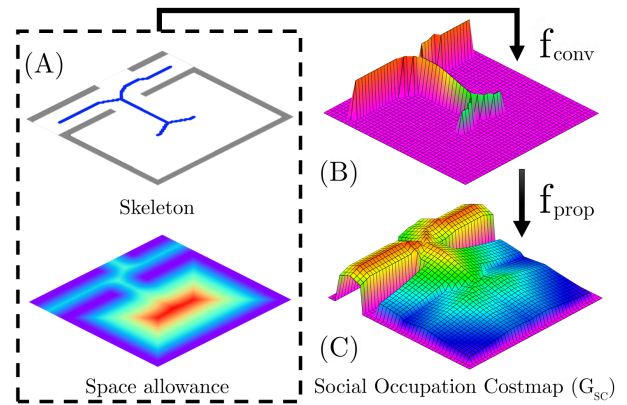 (A)
f_conv
Skeleton
(B)
f_prop
(C)
Space allowance
Social Occupation Costmap (G_SC)